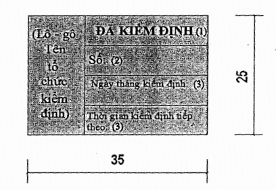 (Lô gô
Tên
tổ
chức
kiểm
định)
ĐÃ KIỂM ĐỊNH (1)
Số: (2)
Ngày tháng kiểm định (3)
Thời gian kiểm định tiếp
theo: (3)
25
35